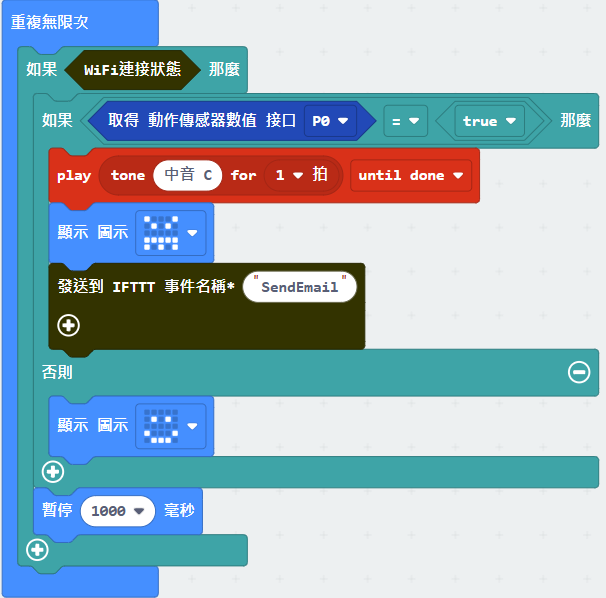 重複無限次
如果 WiFi連接狀態 那麼
如果 取得 動作傳感器數值 接口 P0 = true 那麼
play tone 中音 C for 1 拍 until done
顯示 圖示
發送到 IFTTT 事件名稱* "SendEmail"
否則
顯示 圖示
暫停 1000 毫秒